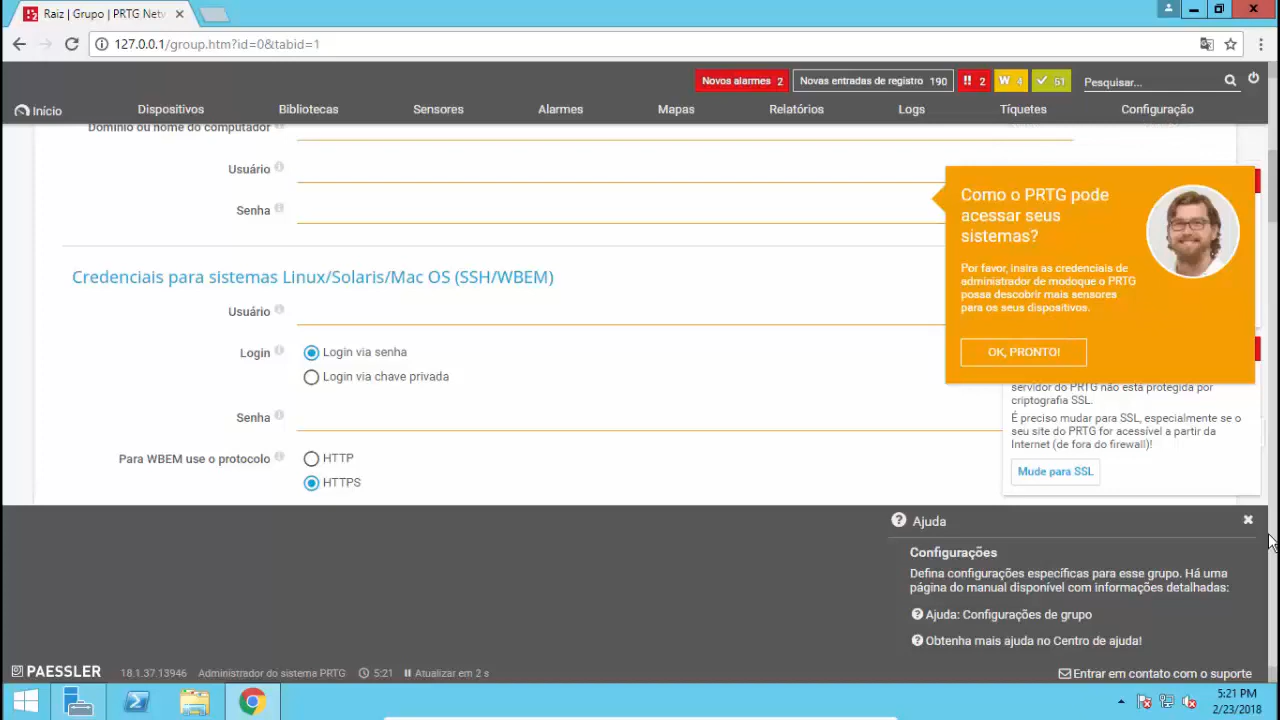 Raiz | Grupo | PRTG Netw
127.0.0.1/group.htm?id=0&tabid=1
Novos alarmes 2
Novas entradas de registro 190
!! 2
W 4
61
Pesquisar...
Início
Dispositivos
Bibliotecas
Sensores
Alarmes
Mapas
Relatórios
Logs
Tíquetes
Configuração
Domínio ou nome do computador
Usuário
Senha
Credenciais para sistemas Linux/Solaris/Mac OS (SSH/WBEM)
Usuário
Login
Login via senha
Login via chave privada
Senha
Para WBEM use o protocolo
HTTP
HTTPS
Como o PRTG pode
acessar seus
sistemas?
Por favor, insira as credenciais de
administrador de modoque o PRTG
possa descobrir mais sensores
para os seus dispositivos.
OK, PRONTO!
servidor do PRTG não está protegida por
criptografia SSL.
É preciso mudar para SSL, especialmente se o
seu site do PRTG for acessível a partir da
Internet (de fora do firewall)!
Mude para SSL
Ajuda
Configurações
Defina configurações específicas para esse grupo. Há uma
página do manual disponível com informações detalhadas:
Ajuda: Configurações de grupo
Obtenha mais ajuda no Centro de ajuda!
PAESSLER
18.1.37.13946
Administrador do sistema PRTG
5:21
Atualizar em 2 s
Entrar em contato com o suporte
5:21 PM
2/23/2018